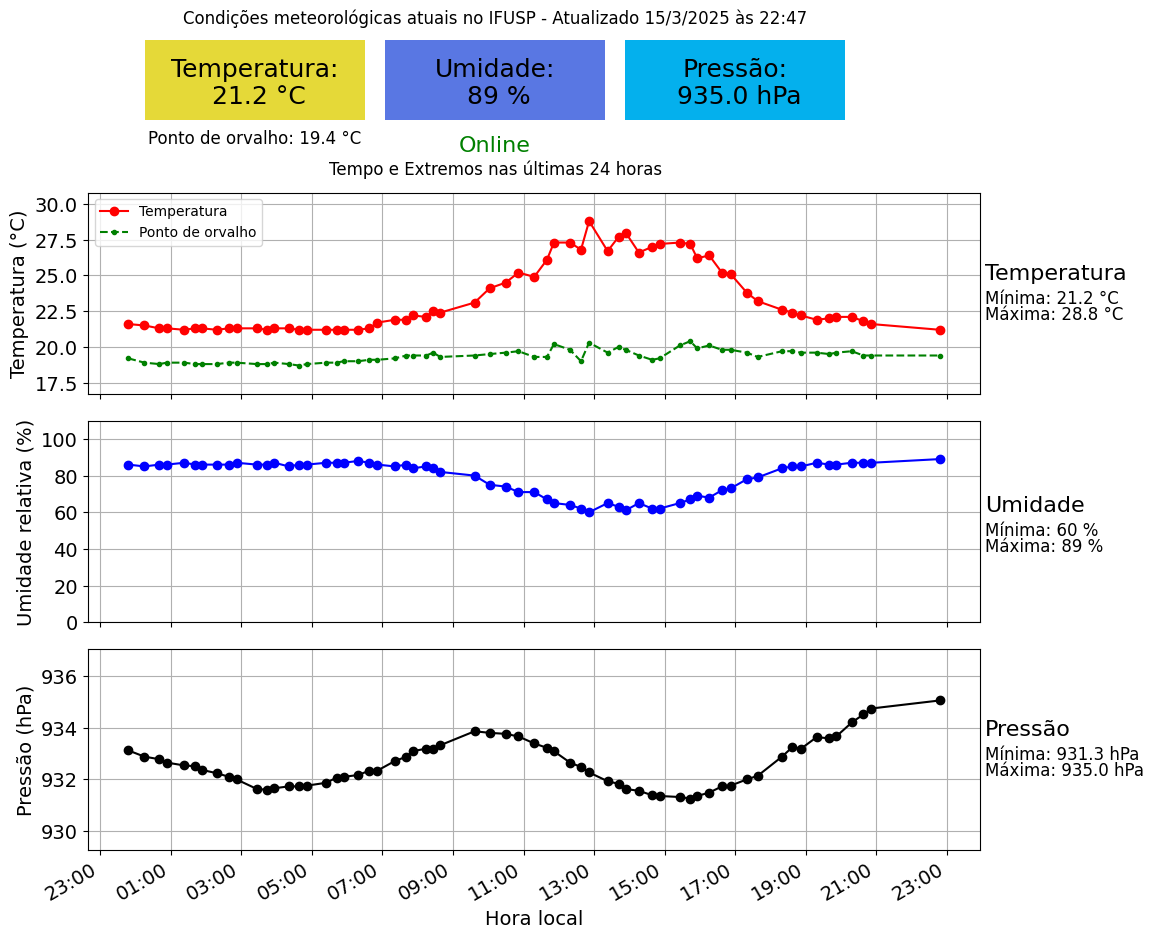 Condições meteorológicas atuais no IFUSP - Atualizado 15/3/2025 às 22:47
Temperatura:
21.2 °C
Umidade:
89 %
Pressão:
935.0 hPa
Ponto de orvalho: 19.4 °C
Online
Tempo e Extremos nas últimas 24 horas
Temperatura (°C)
30.0
27.5
25.0
22.5
20.0
17.5
Temperatura
Ponto de orvalho
Temperatura
Mínima: 21.2 °C
Máxima: 28.8 °C
Umidade relativa (%)
100
80
60
40
20
0
Umidade
Mínima: 60 %
Máxima: 89 %
Pressão (hPa)
936
934
932
930
Pressão
Mínima: 931.3 hPa
Máxima: 935.0 hPa
23:00
01:00
03:00
05:00
07:00
09:00
11:00
13:00
15:00
17:00
19:00
21:00
23:00
Hora local